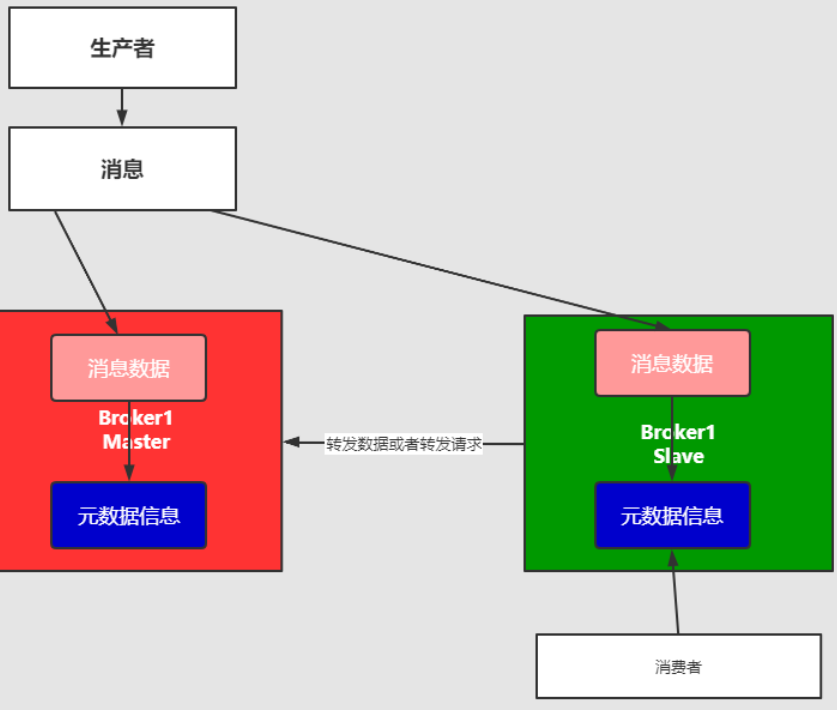 生产者
消息
消息数据
Broker1
Master
元数据信息
转发数据或者转发请求
消息数据
Broker1
Slave
元数据信息
消费者